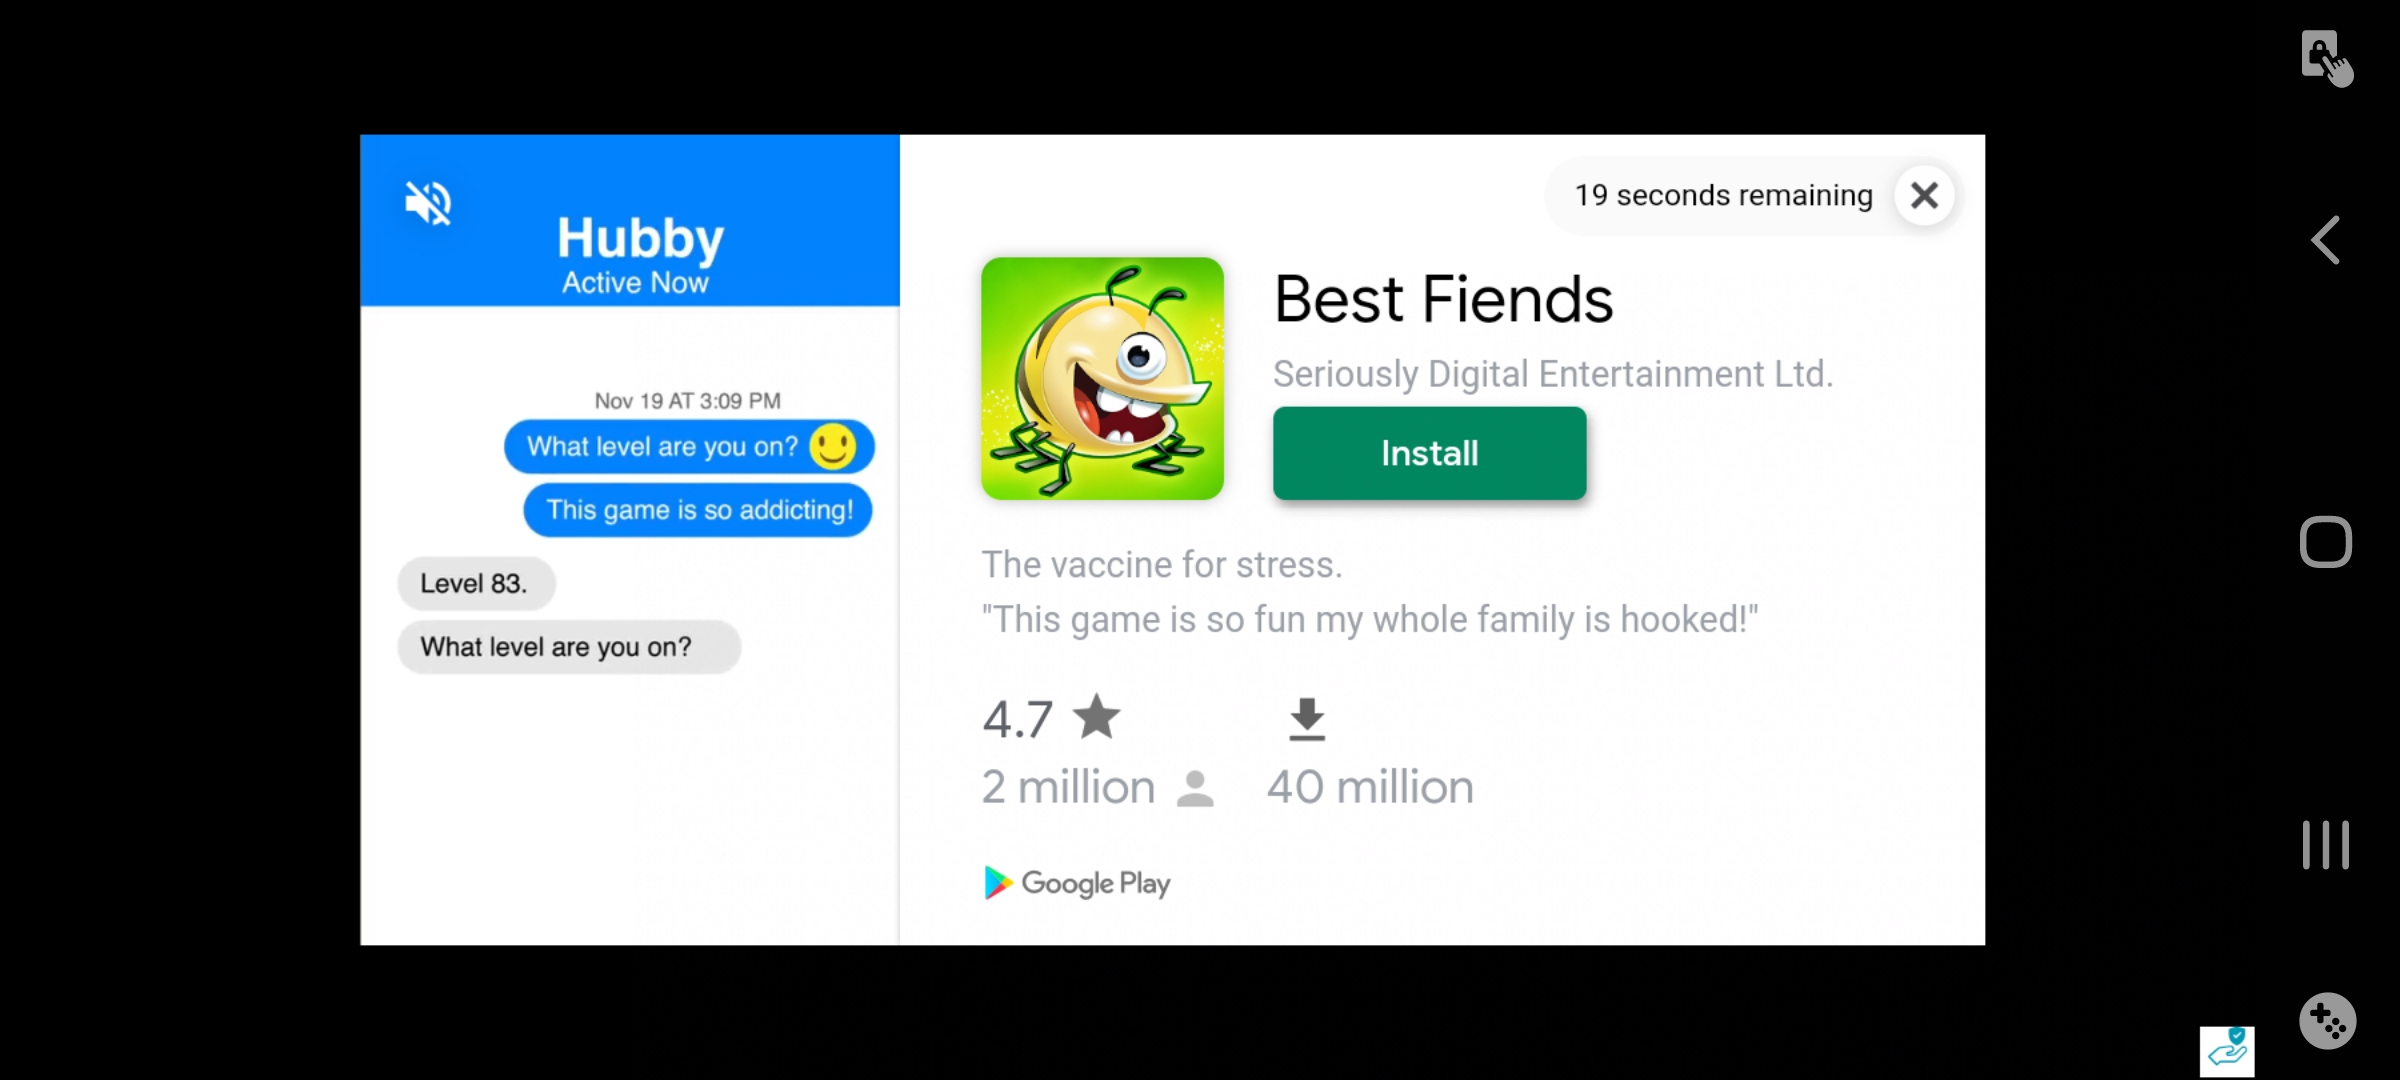 Hubby
Active Now
Nov 19 AT 3:09 PM
What level are you on?
This game is so addicting!
Level 83.
What level are you on?
19 seconds remaining
Best Fiends
Seriously Digital Entertainment Ltd.
Install
The vaccine for stress.
"This game is so fun my whole family is hooked!"
4.7
2 million
40 million
Google Play